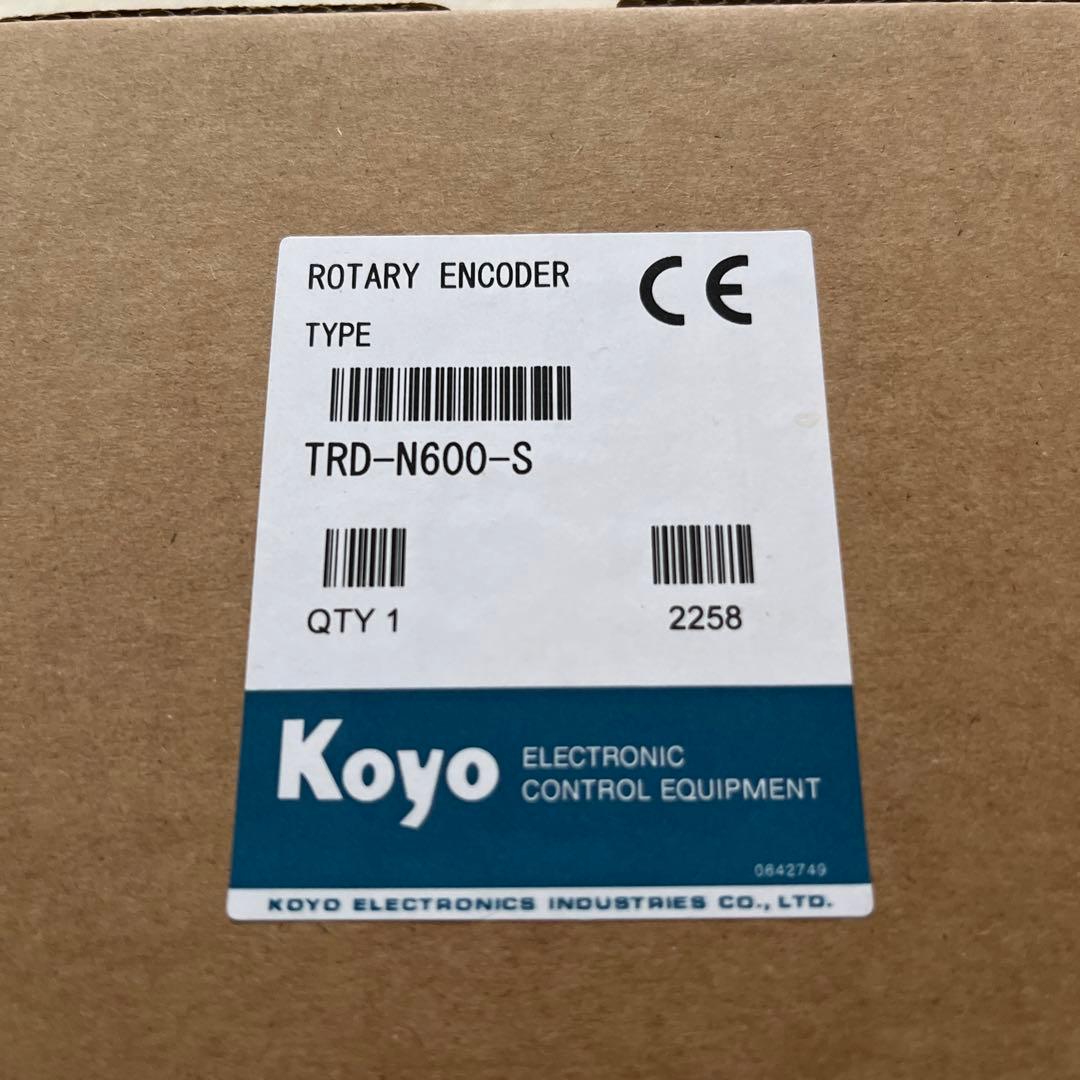 ROTARY ENCODER
CE
TYPE
TRD-N600-S
QTY 1
2258
Koyo
ELECTRONIC
CONTROL EQUIPMENT
0642749
KOYO ELECTRONICS INDUSTRIES CO., LTD.